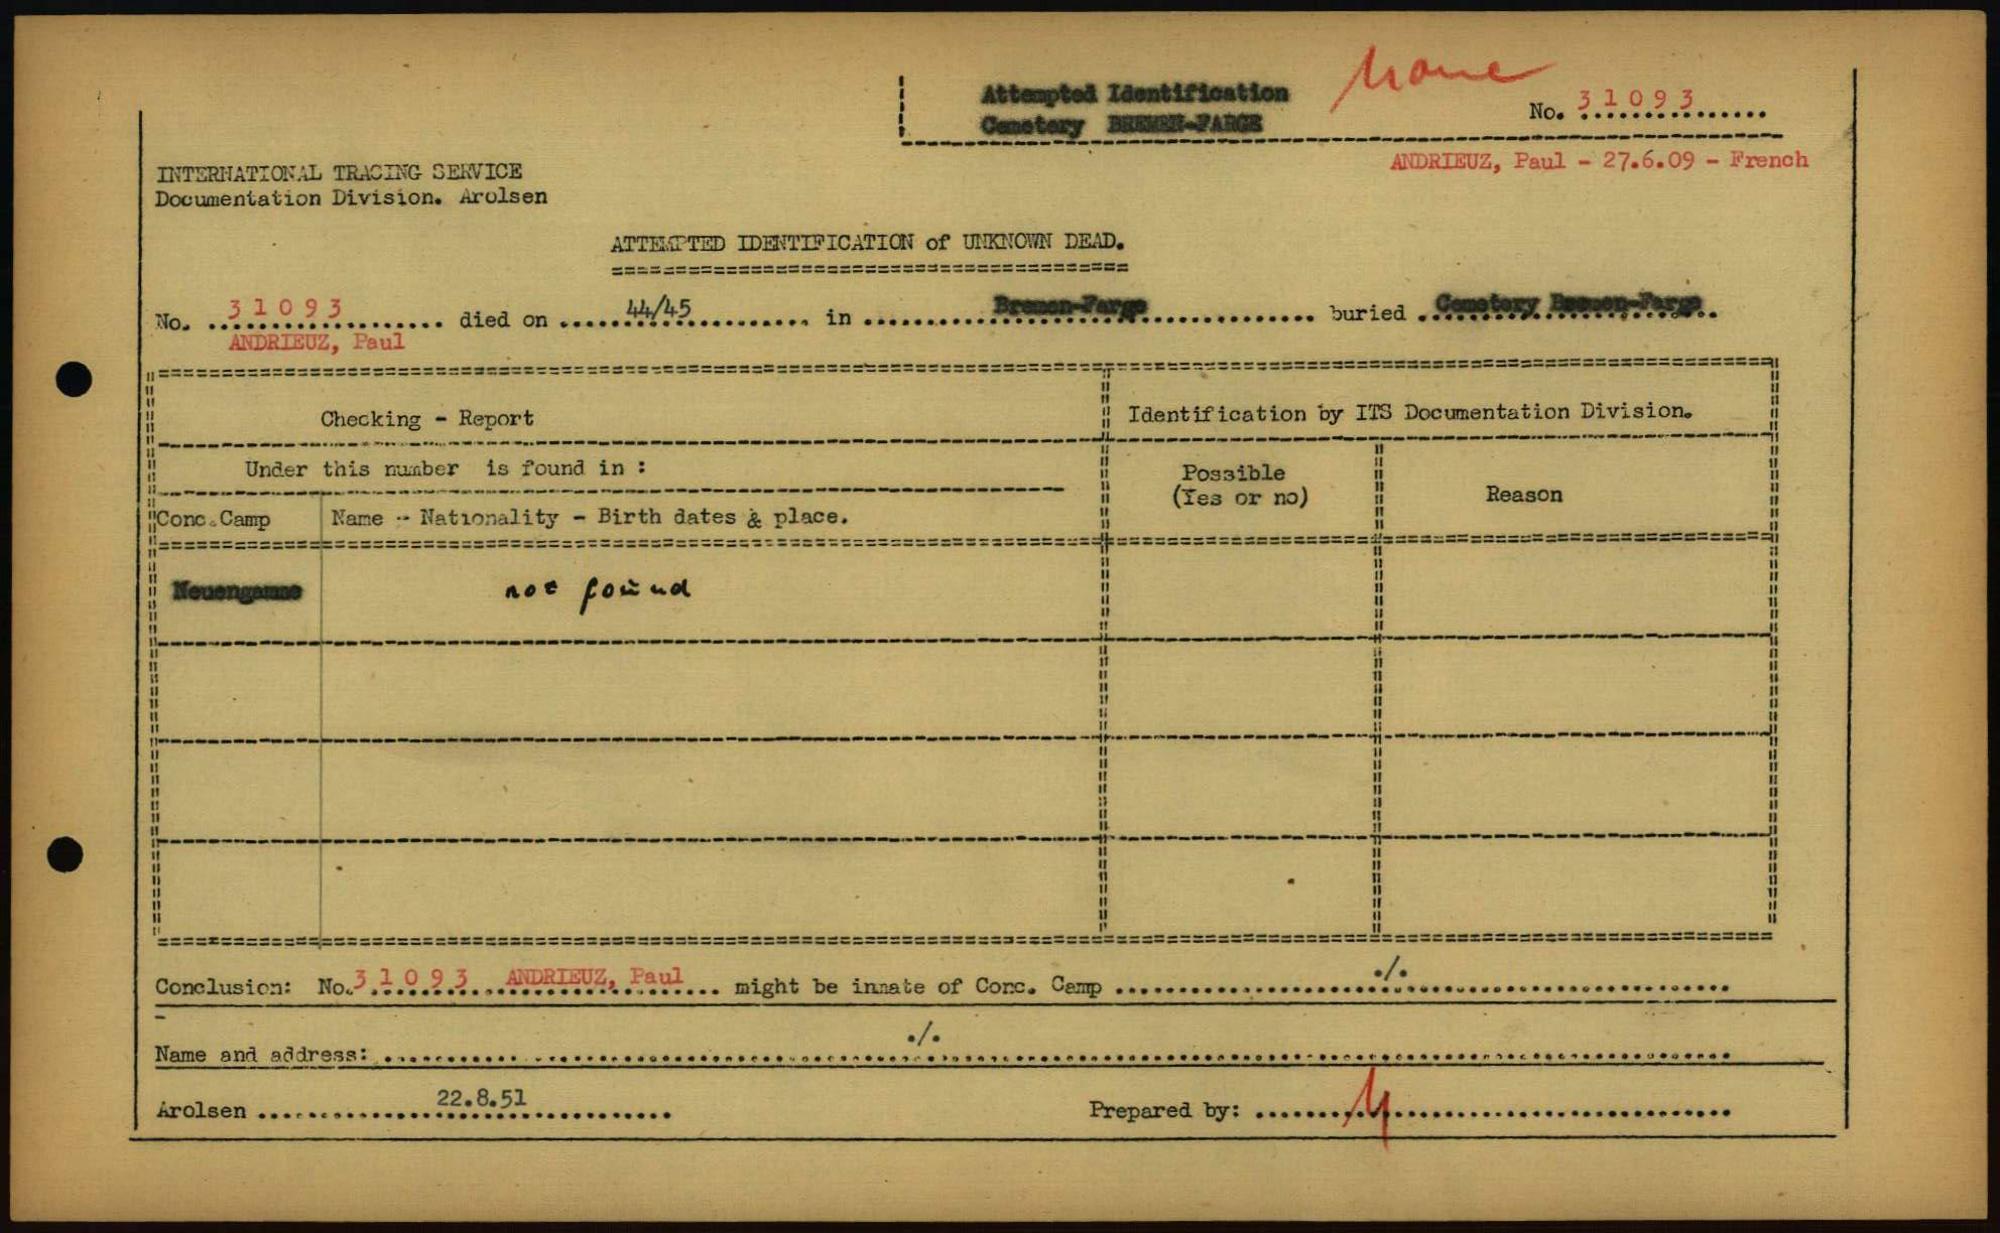 Attempted Identification
Cemetery BREMEN-FARGE
No. 31093
ANDRIEUZ, Paul - 27.6.09 - French
INTERNATIONAL TRACING SERVICE
Documentation Division. Arolsen
ATTEMPTED IDENTIFICATION of UNKNOWN DEAD.
No. 31093 died on 44/45 in Bremen-Farge buried Cemetery Bremen-Farge
ANDRIEUZ, Paul
Checking - Report
Identification by ITS Documentation Division.
Under this number is found in :
Possible
(Yes or no)
Reason
Conc.Camp
Name - Nationality - Birth dates & place.
Neuengamme
not found
Conclusion: No. 31093 ANDRIEUZ, Paul might be inmate of Conc. Camp ./.
Name and address: ./.
Arolsen 22.8.51
Prepared by: